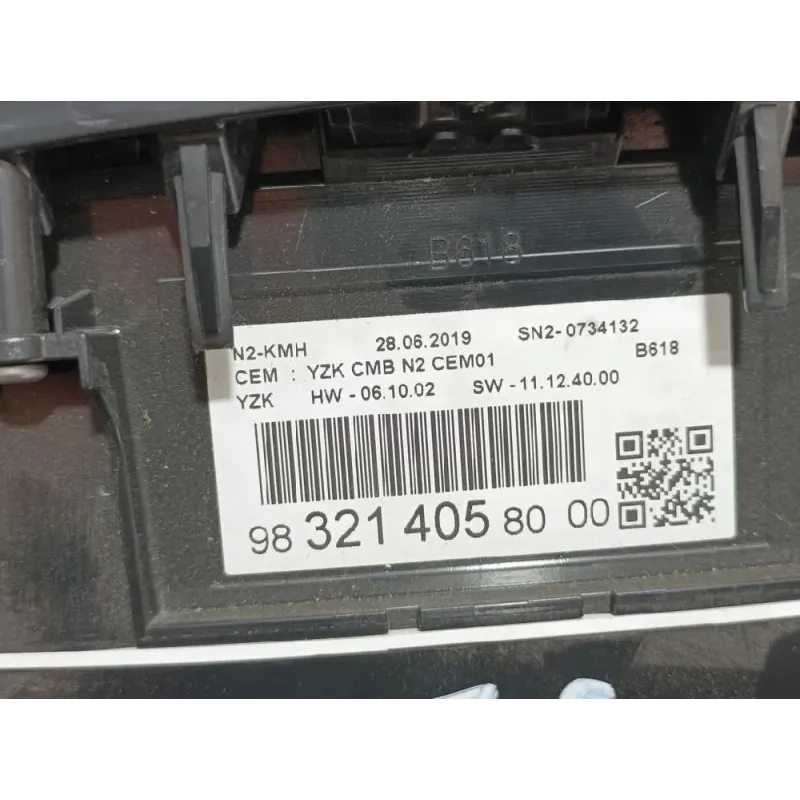 B618
N2-KMH 28.06.2019 SN2- 0734132
CEM : YZK CMB N2 CEM01 B618
YZK HW - 06.10.02 SW - 11.12.40.00
98 321 405 80 00